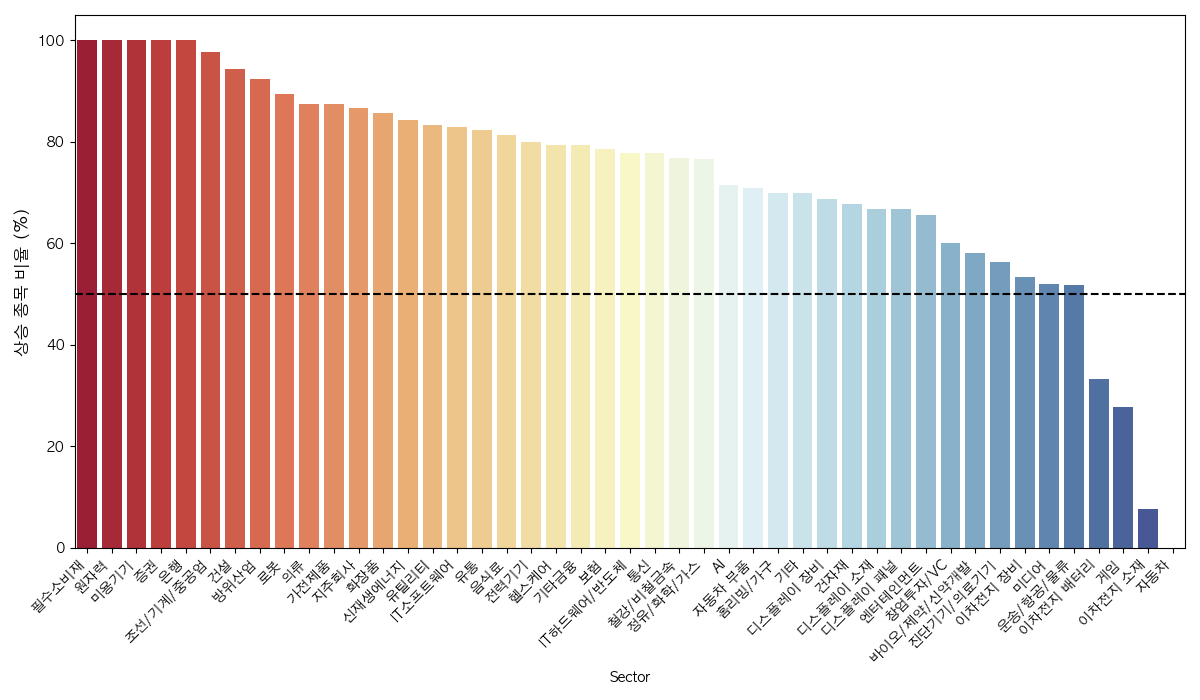 상승 종목 비율 (%)
100
80
60
40
20
0
필수소비재
원자력
미용기기
증권
은행
조선/기계/중공업
건설
방위산업
로봇
의류
가전제품
지주회사
화장품
신재생에너지
유틸리티
IT소프트웨어
유통
음식료
전력기기
헬스케어
기타금융
보험
IT하드웨어/반도체
통신
철강/비철금속
정유/화학/가스
AI
자동차 부품
홈리빙/가구
기타
디스플레이 장비
건자재
디스플레이 소재
디스플레이 패널
엔터테인먼트
창업투자/VC
바이오/제약/신약개발
진단기기/의료기기
이차전지 장비
미디어
운송/항공/물류
이차전지 배터리
게임
이차전지 소재
자동차
Sector